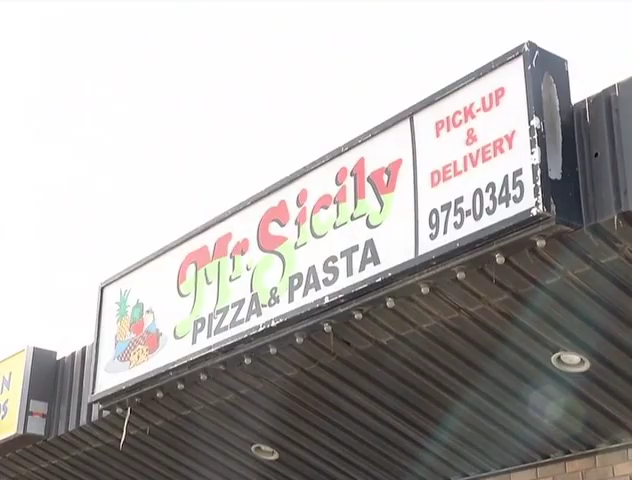 Mr. Sicily
PIZZA & PASTA
PICK-UP
&
DELIVERY
975-0345